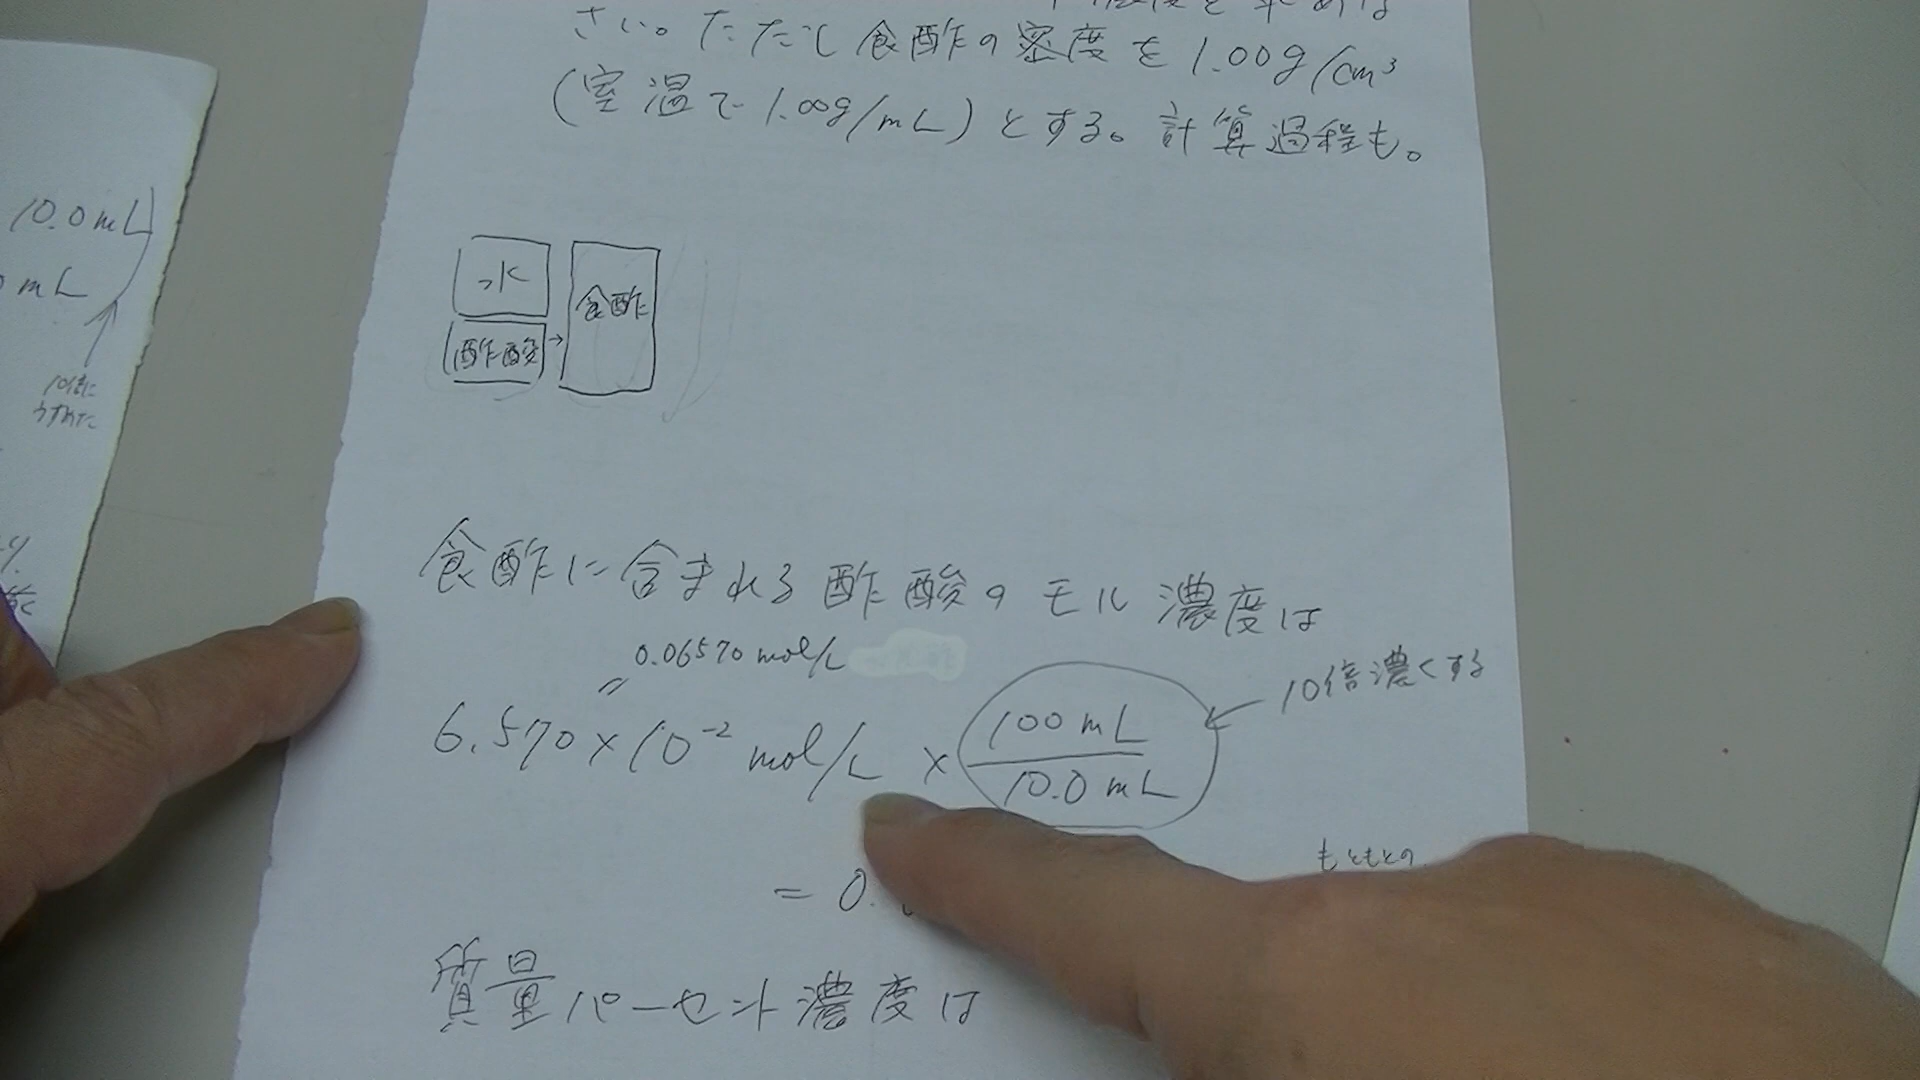 さい。ただし食酢の密度を1.00g/cm³
(室温で1.00g/mL)とする。計算過程も。
10.0mL
mL
10倍に
うすめた
水
酢酸
→
食酢
食酢に含まれる酢酸のモル濃度は
0.06570mol/L
〃
6.570×10⁻² mol/L × 100mL/10.0mL
←10倍濃くする
もともとの
= 0.
質量パーセント濃度は